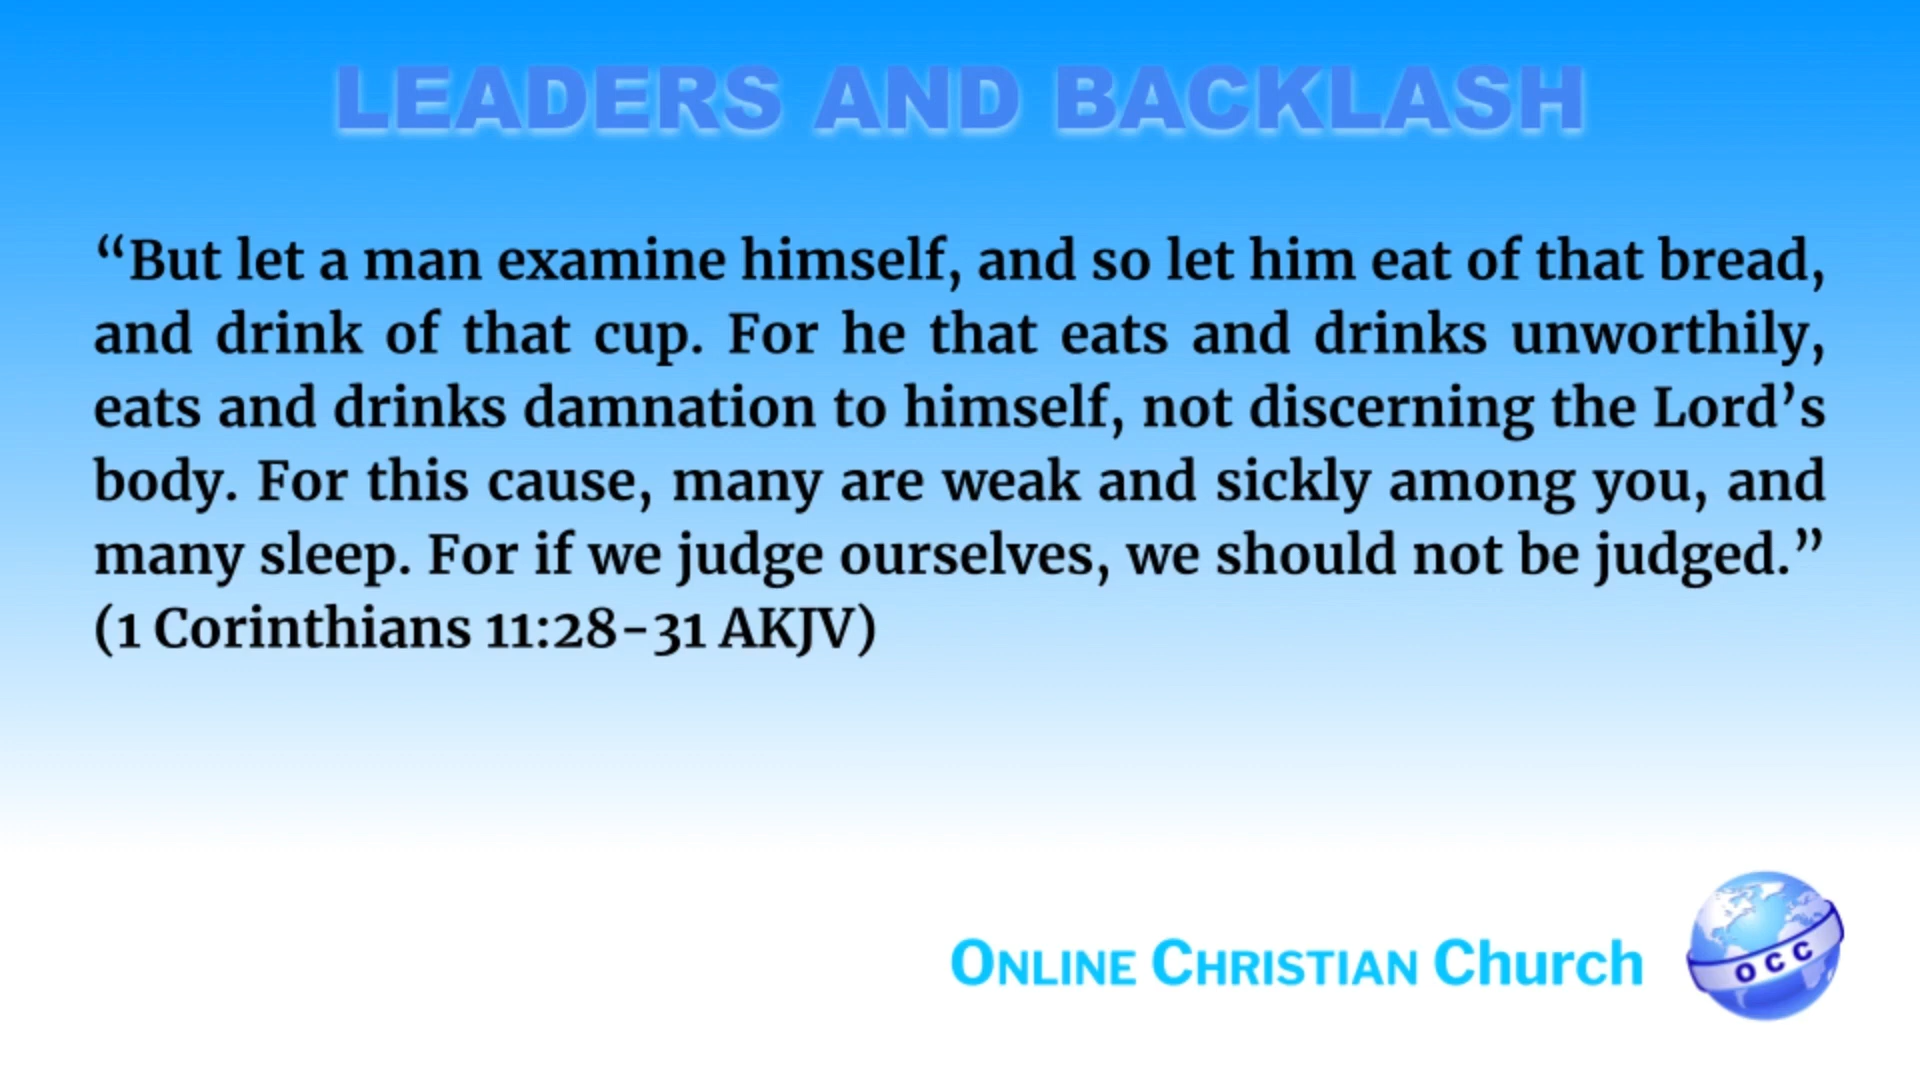 LEADERS AND BACKLASH
“But let a man examine himself, and so let him eat of that bread,
and drink of that cup. For he that eats and drinks unworthily,
eats and drinks damnation to himself, not discerning the Lord’s
body. For this cause, many are weak and sickly among you, and
many sleep. For if we judge ourselves, we should not be judged.”
(1 Corinthians 11:28-31 AKJV)
ONLINE CHRISTIAN Church
OCC